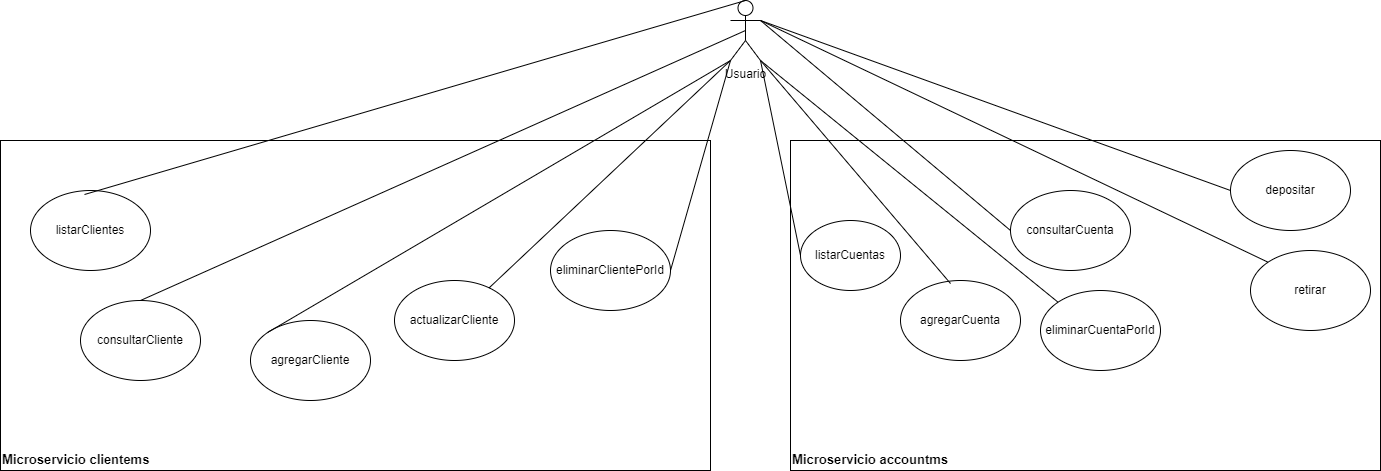 Usuario
listarClientes
consultarCliente
agregarCliente
actualizarCliente
eliminarClientePorId
Microservicio clientems
listarCuentas
agregarCuenta
consultarCuenta
eliminarCuentaPorId
depositar
retirar
Microservicio accountms